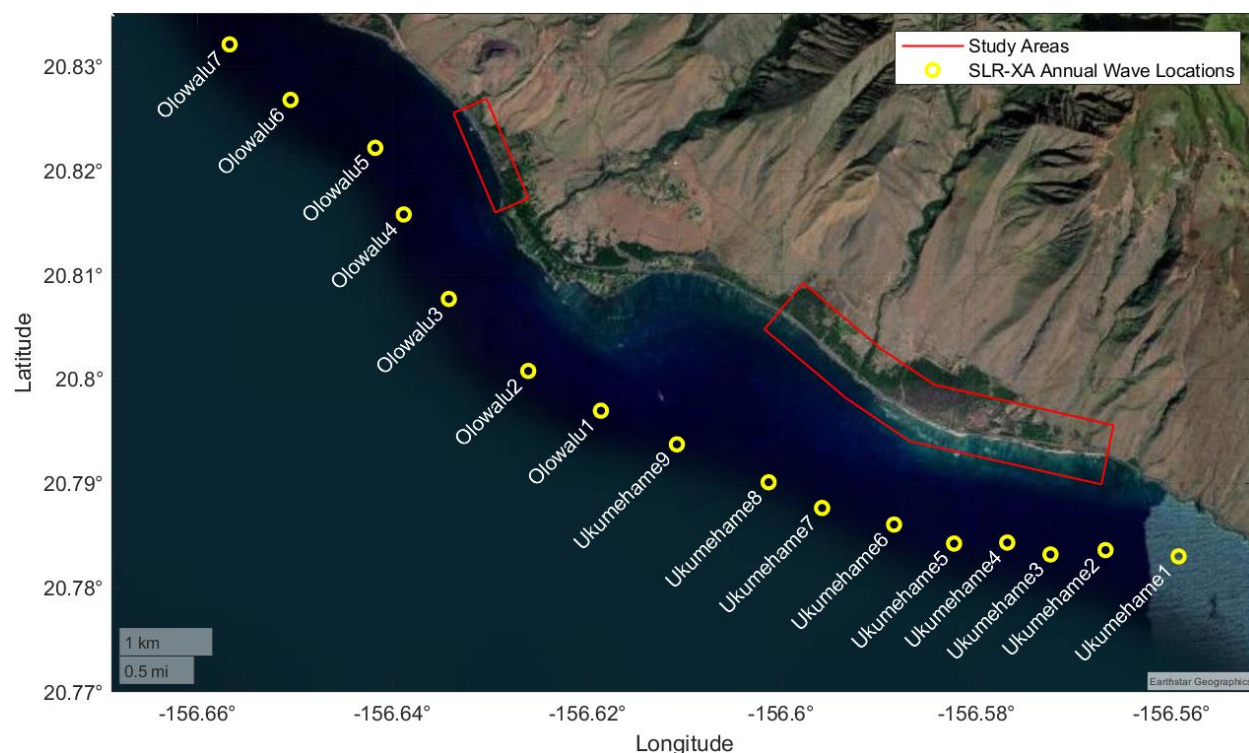 Study Areas
SLR-XA Annual Wave Locations
20.83°
20.82°
20.81°
20.8°
20.79°
20.78°
20.77°
Latitude
Olowalu7
Olowalu6
Olowalu5
Olowalu4
Olowalu3
Olowalu2
Olowalu1
Ukumehame9
Ukumehame8
Ukumehame7
Ukumehame6
Ukumehame5
Ukumehame4
Ukumehame3
Ukumehame2
Ukumehame1
1 km
0.5 mi
Earthstar Geographics
-156.66°
-156.64°
-156.62°
-156.6°
-156.58°
-156.56°
Longitude